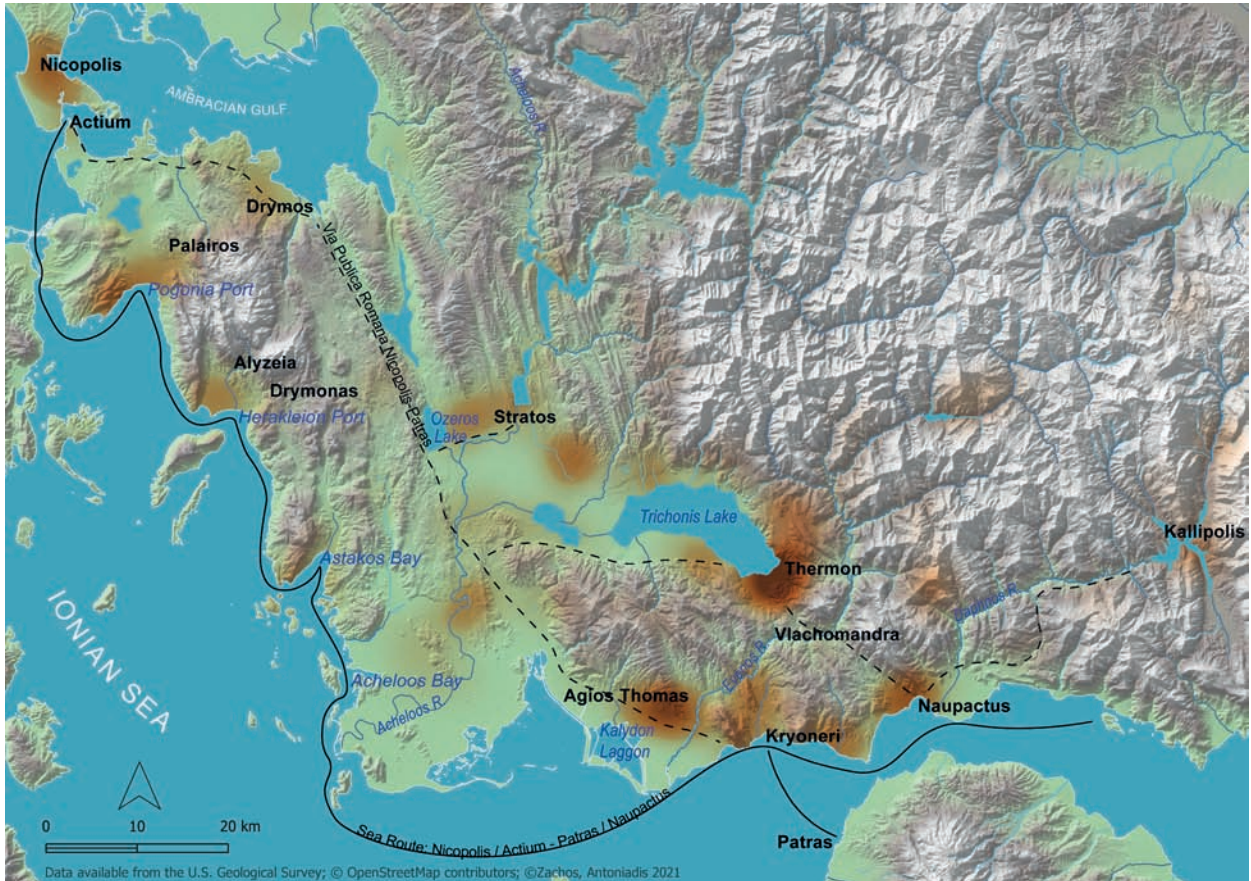 Nicopolis
AMBRACIAN GULF
Acheloos R.
Actium
Drymos
Palairos
Pogonia Port
Via Publica Romana Nicopolis-Patras
Alyzeia
Drymonas
Herakleion Port
Ozeros
Lake
Stratos
Trichonis Lake
Kallipolis
Astakos Bay
Thermon
Daphnos R.
IONIAN SEA
Vlachomandra
Euenos R.
Acheloos Bay
Acheloos R.
Agios Thomas
Naupactus
Kalydon
Laggon
Kryoneri
Sea Route: Nicopolis / Actium - Patras / Naupactus
Patras
0 10 20 km
Data available from the U.S. Geological Survey; © OpenStreetMap contributors; ©Zachos, Antoniadis 2021